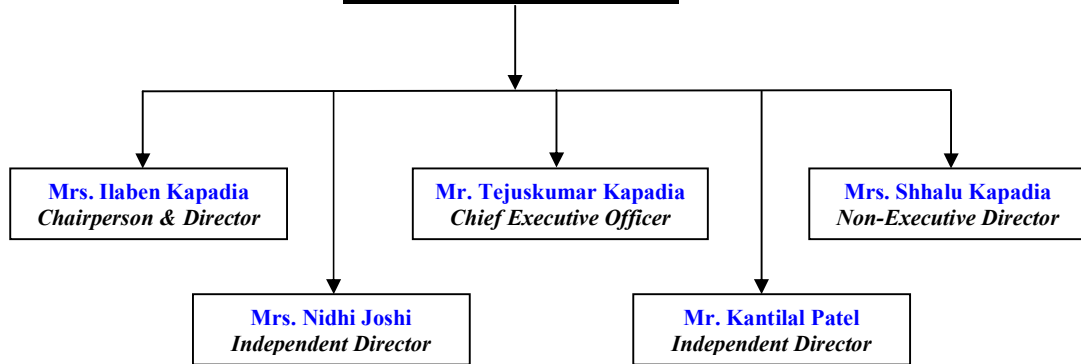 Mrs. Ilaben Kapadia
Chairperson & Director
Mr. Tejuskumar Kapadia
Chief Executive Officer
Mrs. Shhalu Kapadia
Non-Executive Director
Mrs. Nidhi Joshi
Independent Director
Mr. Kantilal Patel
Independent Director